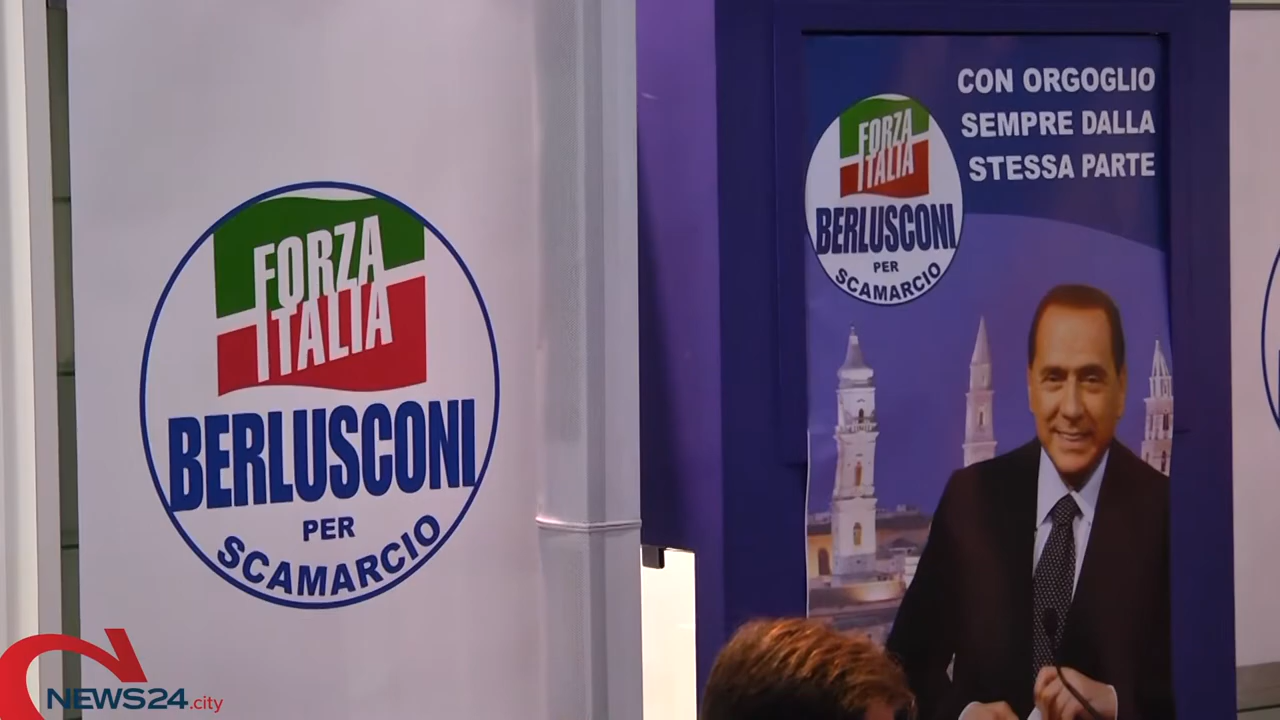 FORZA
ITALIA
BERLUSCONI
PER
SCAMARCIO
CON ORGOGLIO
SEMPRE DALLA
STESSA PARTE
FORZA
ITALIA
BERLUSCONI
PER
SCAMARCIO
NEWS24.city